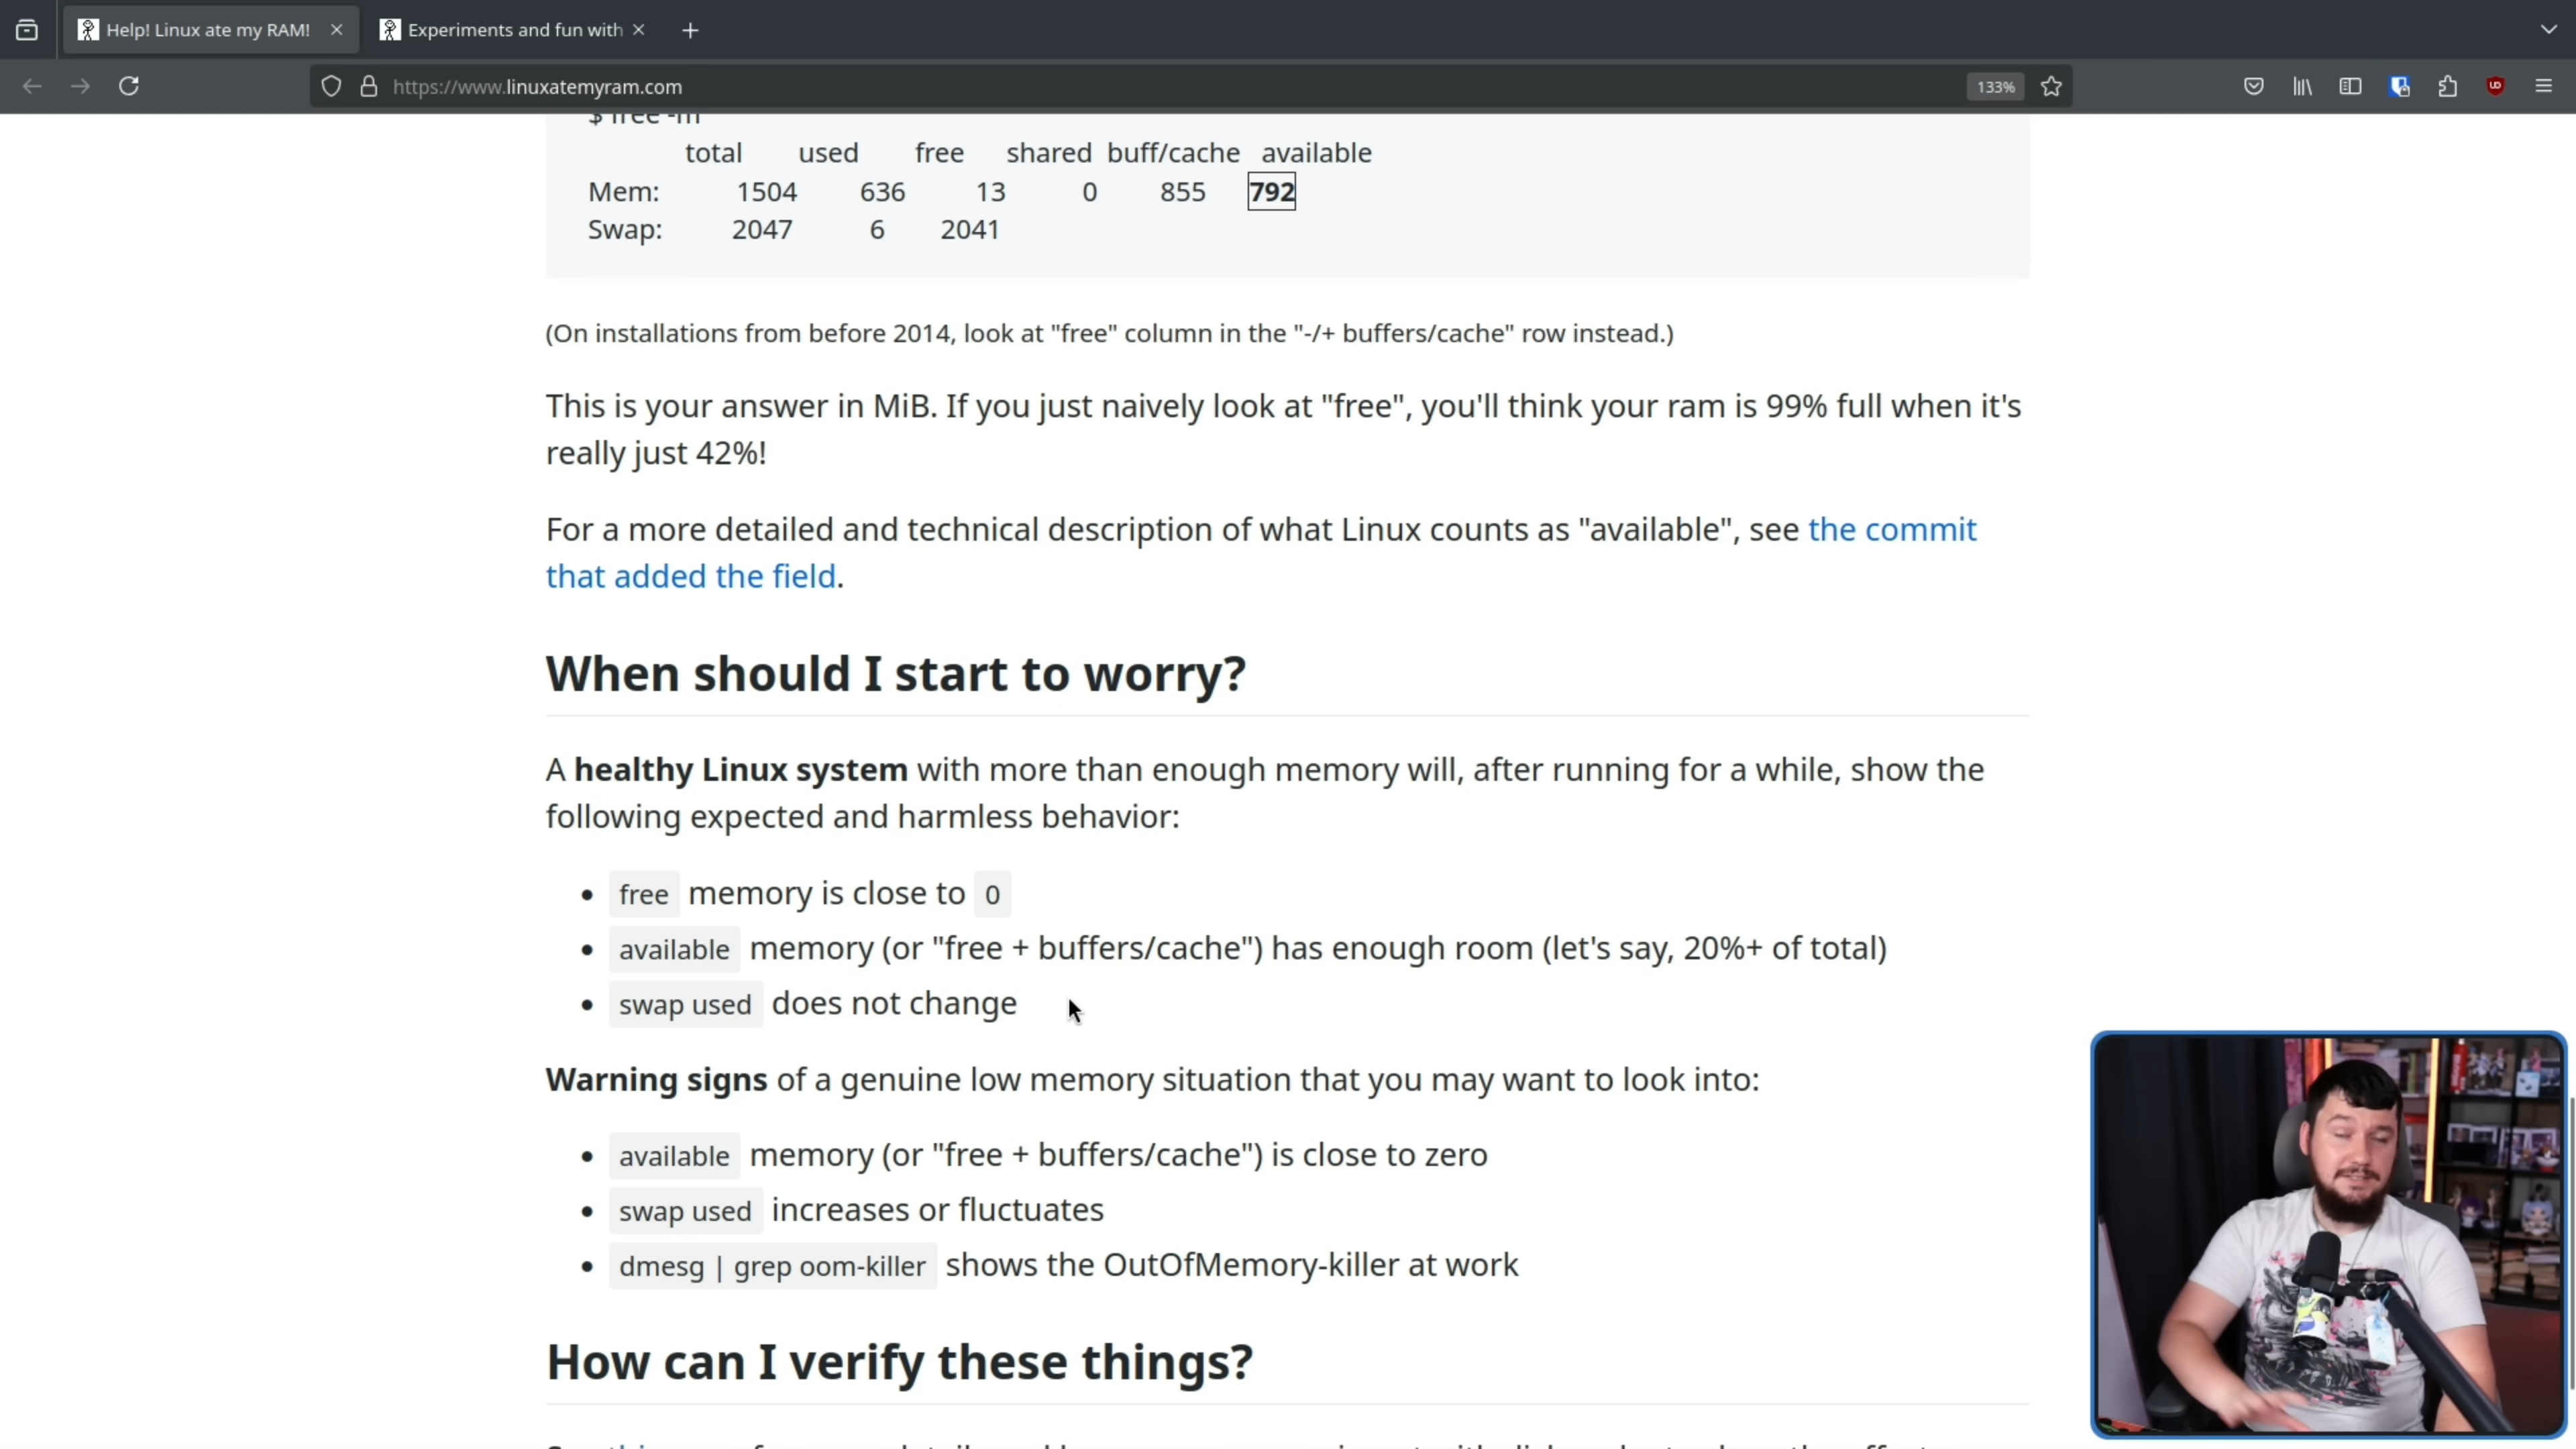 Help! Linux ate my RAM!
Experiments and fun with
https://www.linuxatemyram.com
133%
$ free -m
total used free shared buff/cache available
Mem: 1504 636 13 0 855 792
Swap: 2047 6 2041
(On installations from before 2014, look at "free" column in the "-/+ buffers/cache" row instead.)
This is your answer in MiB. If you just naively look at "free", you'll think your ram is 99% full when it's
really just 42%!
For a more detailed and technical description of what Linux counts as "available", see the commit
that added the field.
When should I start to worry?
A healthy Linux system with more than enough memory will, after running for a while, show the
following expected and harmless behavior:
• free memory is close to 0
• available memory (or "free + buffers/cache") has enough room (let's say, 20%+ of total)
• swap used does not change
Warning signs of a genuine low memory situation that you may want to look into:
• available memory (or "free + buffers/cache") is close to zero
• swap used increases or fluctuates
• dmesg | grep oom-killer shows the OutOfMemory-killer at work
How can I verify these things?